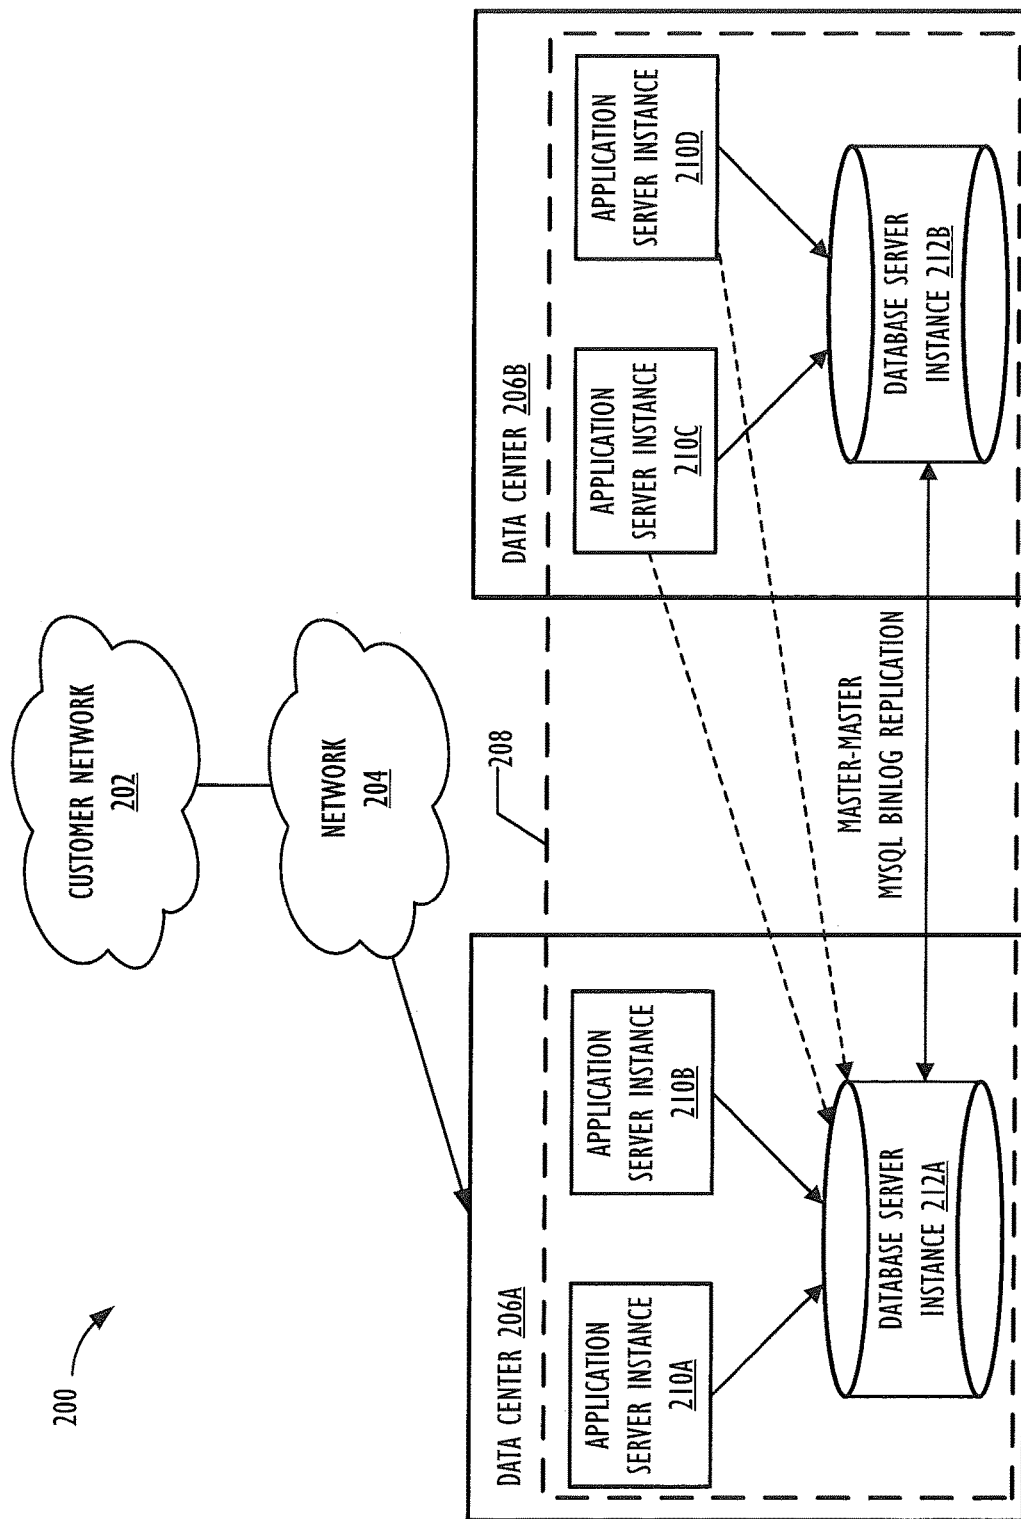 200
CUSTOMER NETWORK
202
NETWORK
204
208
DATA CENTER 206A
APPLICATION
SERVER INSTANCE
210A
APPLICATION
SERVER INSTANCE
210B
DATABASE SERVER
INSTANCE 212A
MASTER-MASTER
MYSQL BINLOG REPLICATION
DATA CENTER 206B
APPLICATION
SERVER INSTANCE
210C
APPLICATION
SERVER INSTANCE
210D
DATABASE SERVER
INSTANCE 212B